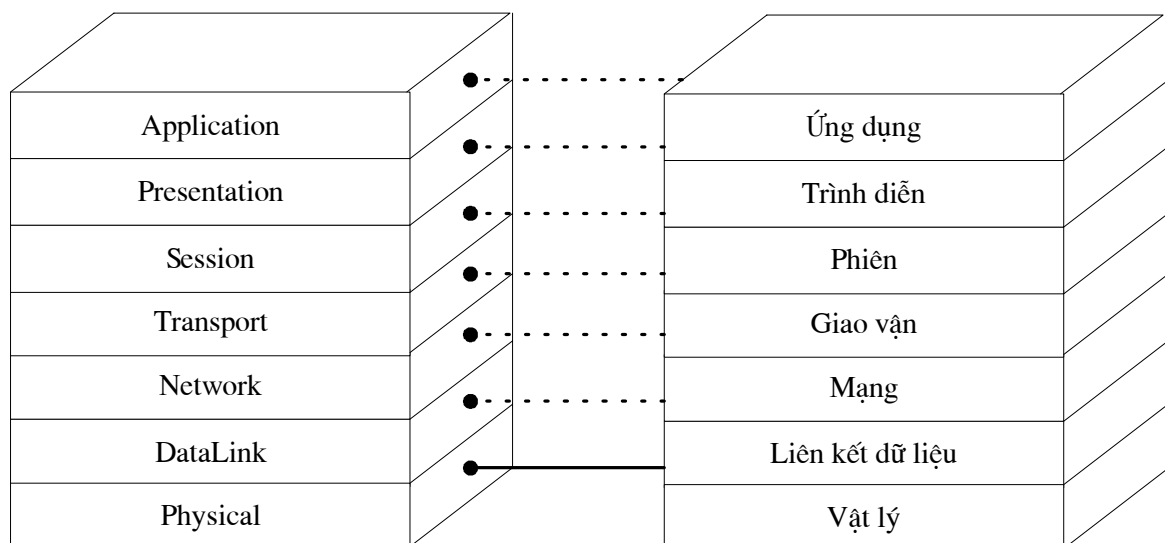 Application
Presentation
Session
Transport
Network
DataLink
Physical
Ứng dụng
Trình diễn
Phiên
Giao vận
Mạng
Liên kết dữ liệu
Vật lý